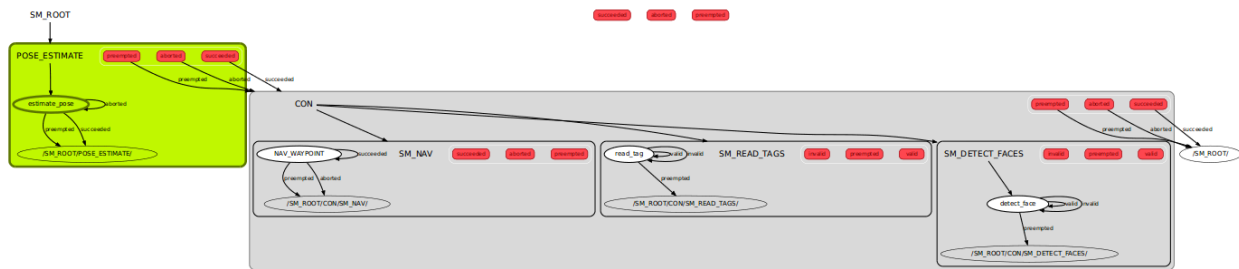 SM_ROOT
succeeded aborted preempted
POSE_ESTIMATE preempted aborted succeeded
preempted aborted succeeded
estimate_pose aborted
preempted succeeded
/SM_ROOT/POSE_ESTIMATE/
CON preempted aborted succeeded
preempted aborted succeeded
/SM_ROOT/
NAV_WAYPOINT succeeded SM_NAV succeeded aborted preempted
preempted aborted
/SM_ROOT/CON/SM_NAV/
read_tag valid invalid SM_READ_TAGS invalid preempted valid
preempted
/SM_ROOT/CON/SM_READ_TAGS/
SM_DETECT_FACES invalid preempted valid
detect_face valid invalid
preempted
/SM_ROOT/CON/SM_DETECT_FACES/